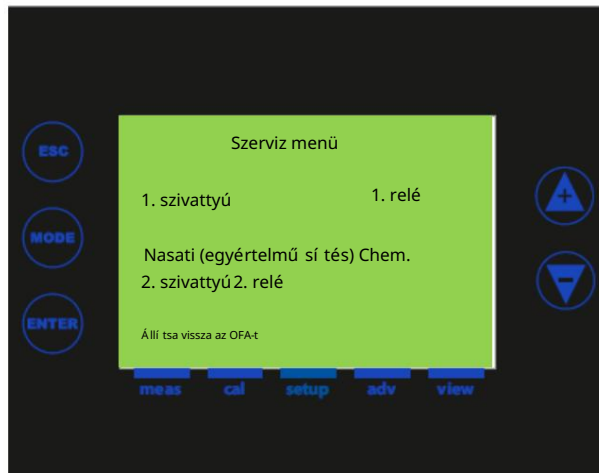 Szerviz menü
ESC
1. szivattyú 1. relé
+
MODE
Nasati (egyértelmű sí tés) Chem.
2. szivattyú 2. relé
-
ENTER
Állí tsa vissza az OFA-t
meas cal setup adv view